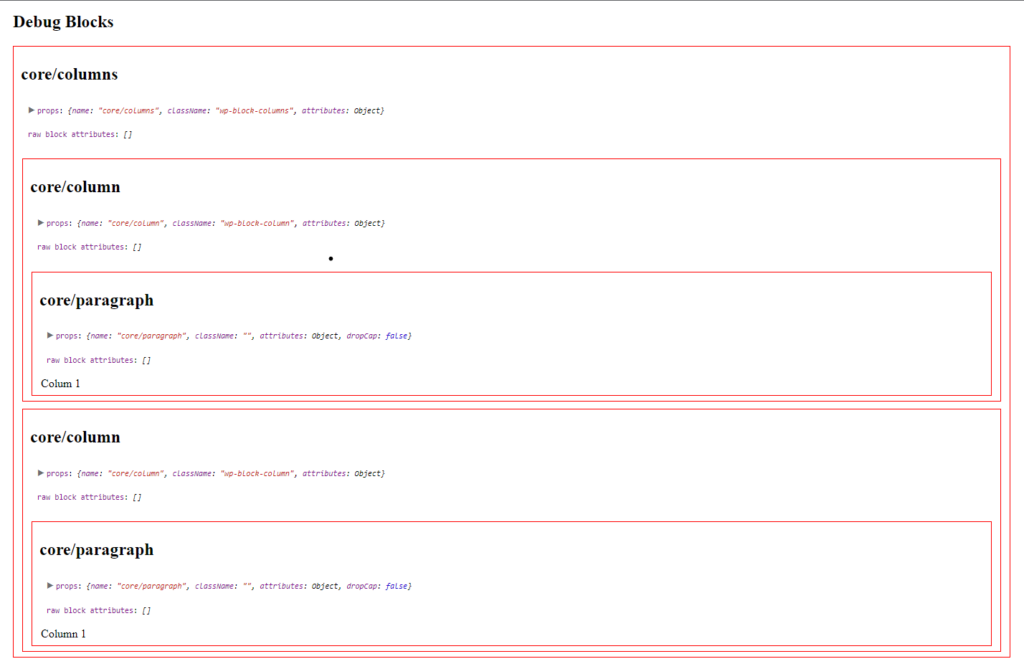 Debug Blocks
core/columns
▶ props: {name: "core/columns", className: "wp-block-columns", attributes: Object}
raw block attributes: []
core/column
▶ props: {name: "core/column", className: "wp-block-column", attributes: Object}
raw block attributes: []
core/paragraph
▶ props: {name: "core/paragraph", className: "", attributes: Object, dropCap: false}
raw block attributes: []
Colum 1
core/column
▶ props: {name: "core/column", className: "wp-block-column", attributes: Object}
raw block attributes: []
core/paragraph
▶ props: {name: "core/paragraph", className: "", attributes: Object, dropCap: false}
raw block attributes: []
Column 1